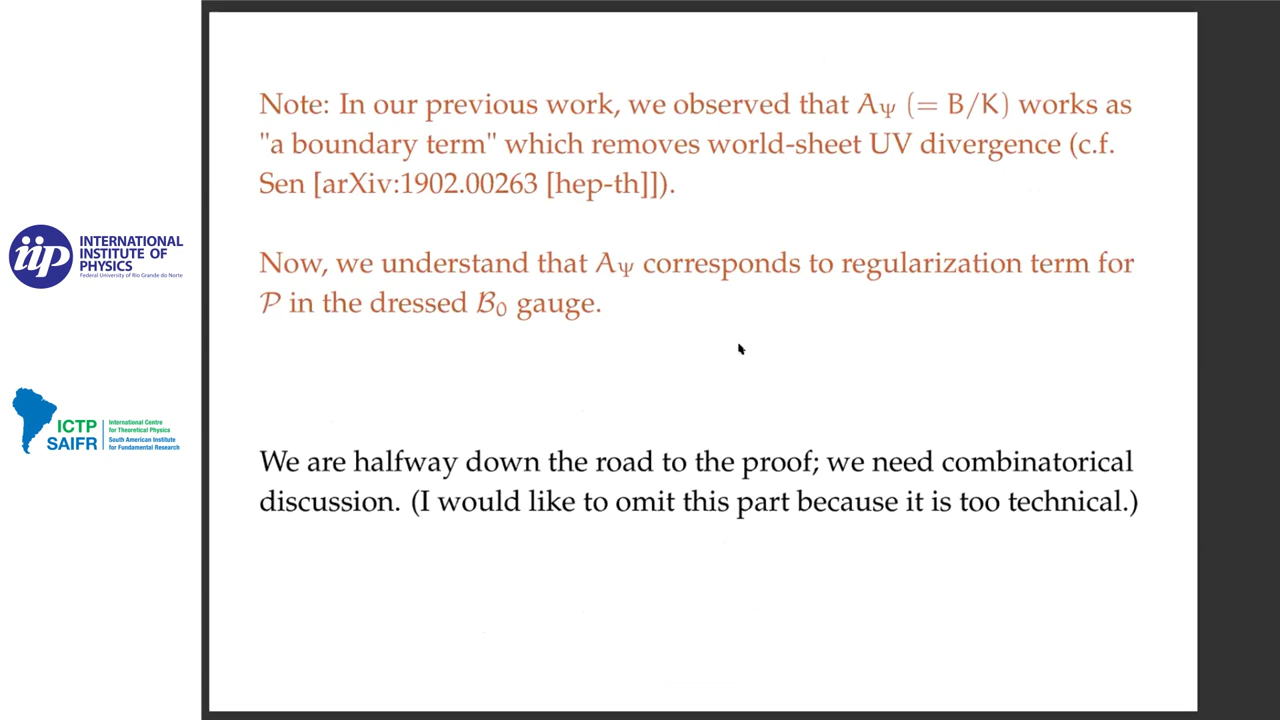 Note: In our previous work, we observed that A_Ψ (= B/K) works as
"a boundary term" which removes world-sheet UV divergence (c.f.
Sen [arXiv:1902.00263 [hep-th]]).
Now, we understand that A_Ψ corresponds to regularization term for
𝒫 in the dressed ℬ₀ gauge.
We are halfway down the road to the proof; we need combinatorical
discussion. (I would like to omit this part because it is too technical.)
iip
INTERNATIONAL
INSTITUTE OF
PHYSICS
Federal University of Rio Grande do Norte
ICTP
SAIFR
International Centre
for Theoretical Physics
South American Institute
for Fundamental Research